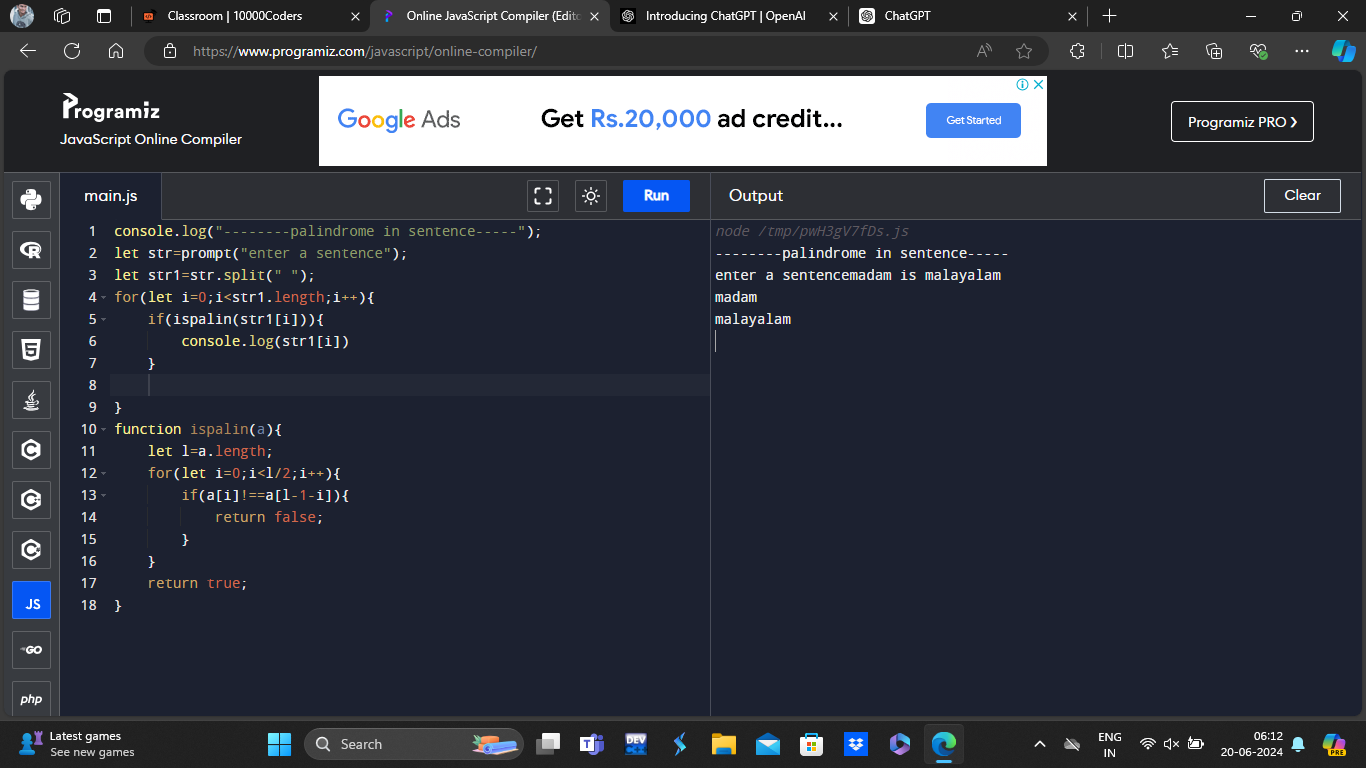 Classroom | 10000Coders
Online JavaScript Compiler (Edito
Introducing ChatGPT | OpenAI
ChatGPT
https://www.programiz.com/javascript/online-compiler/
Programiz
JavaScript Online Compiler
Google Ads
Get Rs.20,000 ad credit...
Get Started
Programiz PRO ❯
main.js
Run
Output
Clear
1 console.log("--------palindrome in sentence-----");
2 let str=prompt("enter a sentence");
3 let str1=str.split(" ");
4 for(let i=0;i<str1.length;i++){
5     if(ispalin(str1[i])){
6         console.log(str1[i])
7     }
8
9 }
10 function ispalin(a){
11     let l=a.length;
12     for(let i=0;i<l/2;i++){
13         if(a[i]!==a[l-1-i]){
14             return false;
15         }
16     }
17     return true;
18 }
node /tmp/pwH3gV7fDs.js
--------palindrome in sentence-----
enter a sentencemadam is malayalam
madam
malayalam
JS
GO
php
Latest games
See new games
Search
DEV
ENG
IN
06:12
20-06-2024
PRE